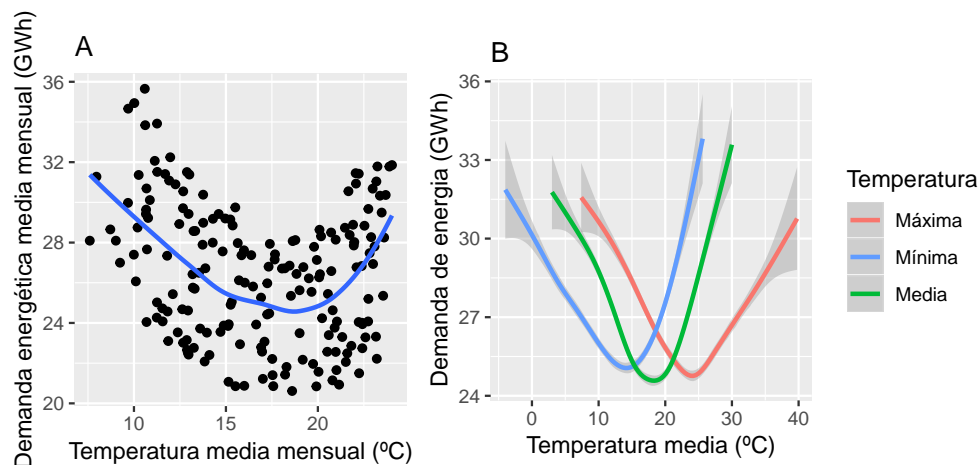 A
Demanda energética media mensual (GWh)
36
32
28
24
20
10
15
20
Temperatura media mensual (ºC)
B
Demanda de energia (GWh)
36
33
30
27
24
0
10
20
30
40
Temperatura media (ºC)
Temperatura
Máxima
Mínima
Media